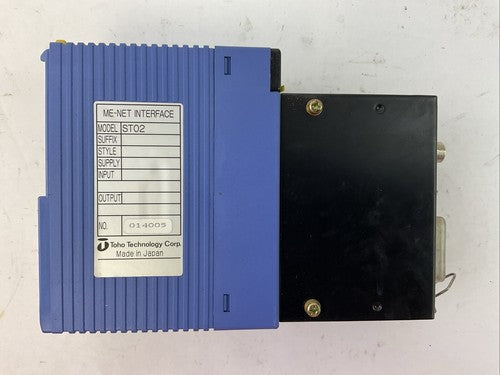 ME-NET INTERFACE
MODEL ST02
SUFFIX
STYLE
SUPPLY
INPUT
OUTPUT
NO. 014005
Toho Technology Corp.
Made in Japan